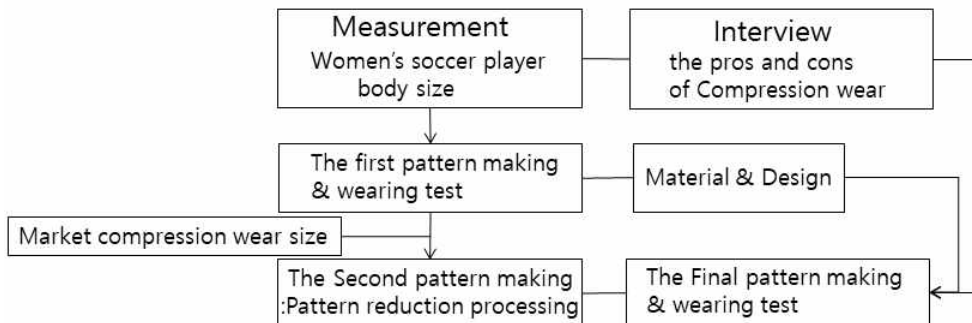 Measurement
Women's soccer player
body size
Interview
the pros and cons
of Compression wear
The first pattern making
& wearing test
Material & Design
Market compression wear size
The Second pattern making
:Pattern reduction processing
The Final pattern making
& wearing test